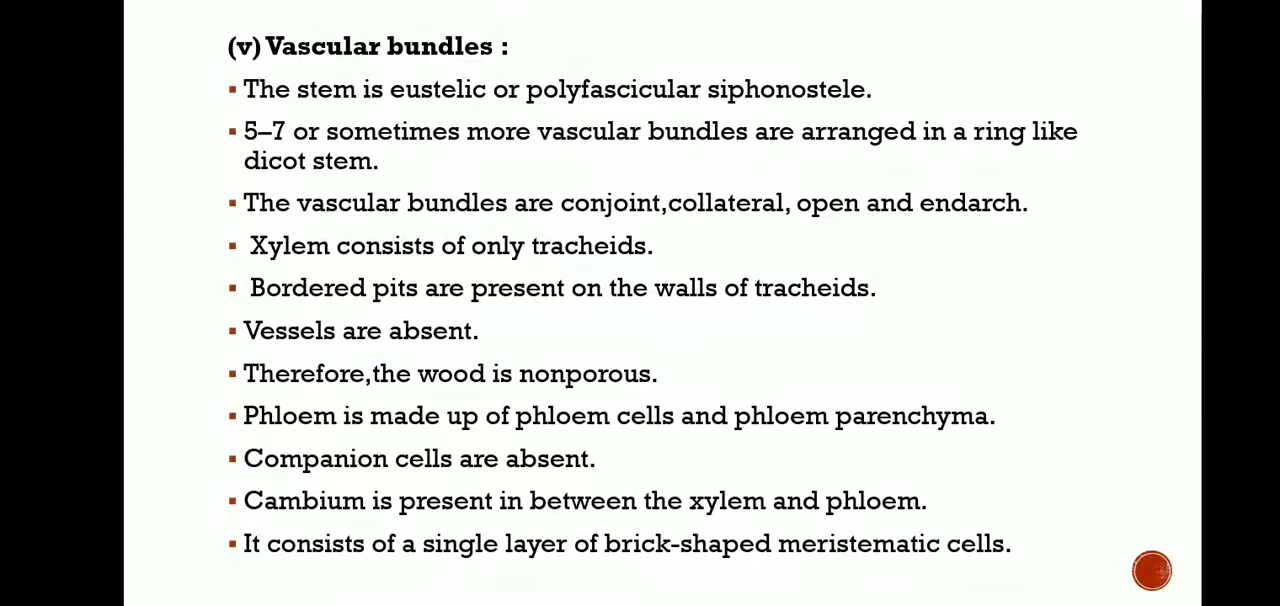 (v) Vascular bundles :
▪ The stem is eustelic or polyfascicular siphonostele.
▪ 5–7 or sometimes more vascular bundles are arranged in a ring like
dicot stem.
▪ The vascular bundles are conjoint,collateral, open and endarch.
▪ Xylem consists of only tracheids.
▪ Bordered pits are present on the walls of tracheids.
▪ Vessels are absent.
▪ Therefore,the wood is nonporous.
▪ Phloem is made up of phloem cells and phloem parenchyma.
▪ Companion cells are absent.
▪ Cambium is present in between the xylem and phloem.
▪ It consists of a single layer of brick-shaped meristematic cells.